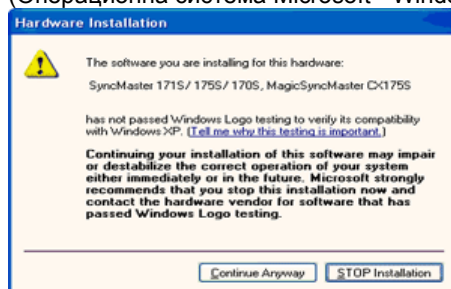 (Операционна система Microsoft
Hardware Installation
The software you are installing for this hardware:
SyncMaster 171S/ 175S/ 170S, MagicSyncMaster CX175S
has not passed Windows Logo testing to verify its compatibility
with Windows XP. (Tell me why this testing is important.)
Continuing your installation of this software may impair
or destabilize the correct operation of your system
either immediately or in the future. Microsoft strongly
recommends that you stop this installation now and
contact the hardware vendor for software that has
passed Windows Logo testing.
Continue Anyway STOP Installation